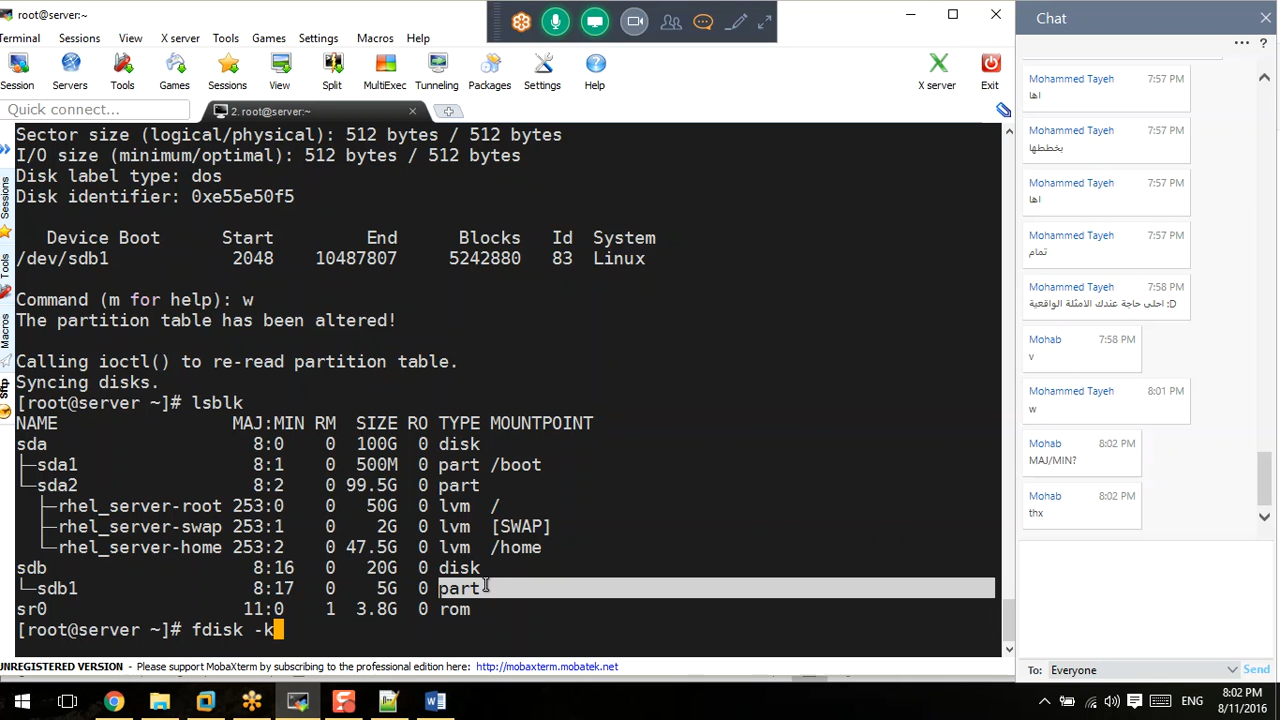 root@server:~
Chat
Terminal Sessions View X server Tools Games Settings Macros Help
Session Servers Tools Games Sessions View Split MultiExec Tunneling Packages Settings Help X server Exit
Quick connect...
2. root@server:~
Sector size (logical/physical): 512 bytes / 512 bytes
I/O size (minimum/optimal): 512 bytes / 512 bytes
Disk label type: dos
Disk identifier: 0xe55e50f5
Device Boot Start End Blocks Id System
/dev/sdb1 2048 10487807 5242880 83 Linux
Command (m for help): w
The partition table has been altered!
Calling ioctl() to re-read partition table.
Syncing disks.
[root@server ~]# lsblk
NAME MAJ:MIN RM SIZE RO TYPE MOUNTPOINT
sda 8:0 0 100G 0 disk
├─sda1 8:1 0 500M 0 part /boot
└─sda2 8:2 0 99.5G 0 part
├─rhel_server-root 253:0 0 50G 0 lvm /
├─rhel_server-swap 253:1 0 2G 0 lvm [SWAP]
└─rhel_server-home 253:2 0 47.5G 0 lvm /home
sdb 8:16 0 20G 0 disk
└─sdb1 8:17 0 5G 0 part
sr0 11:0 1 3.8G 0 rom
[root@server ~]# fdisk -k
Sessions
Tools
Macros
Sftp
UNREGISTERED VERSION - Please support MobaXterm by subscribing to the professional edition here: http://mobaxterm.mobatek.net
Mohammed Tayeh 7:57 PM
اها
Mohammed Tayeh 7:57 PM
بخططها
Mohammed Tayeh 7:57 PM
اها
Mohammed Tayeh 7:57 PM
تمام
Mohammed Tayeh 7:58 PM
احلى حاجة عندك الامثلة الواقعية :D
Mohab 7:58 PM
v
Mohammed Tayeh 8:01 PM
w
Mohab 8:02 PM
MAJ/MIN?
Mohab 8:02 PM
thx
To: Everyone Send
ENG
8:02 PM
8/11/2016